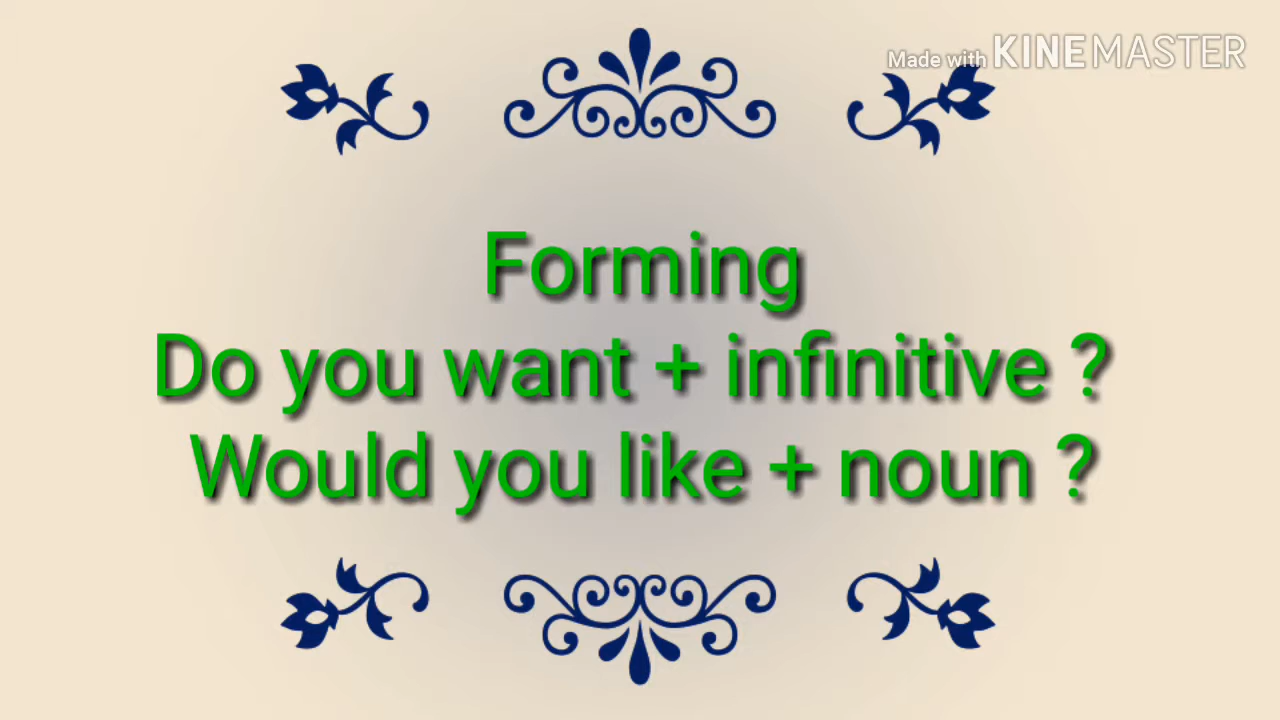 Made with KINEMASTER
Forming
Do you want + infinitive ?
Would you like + noun ?